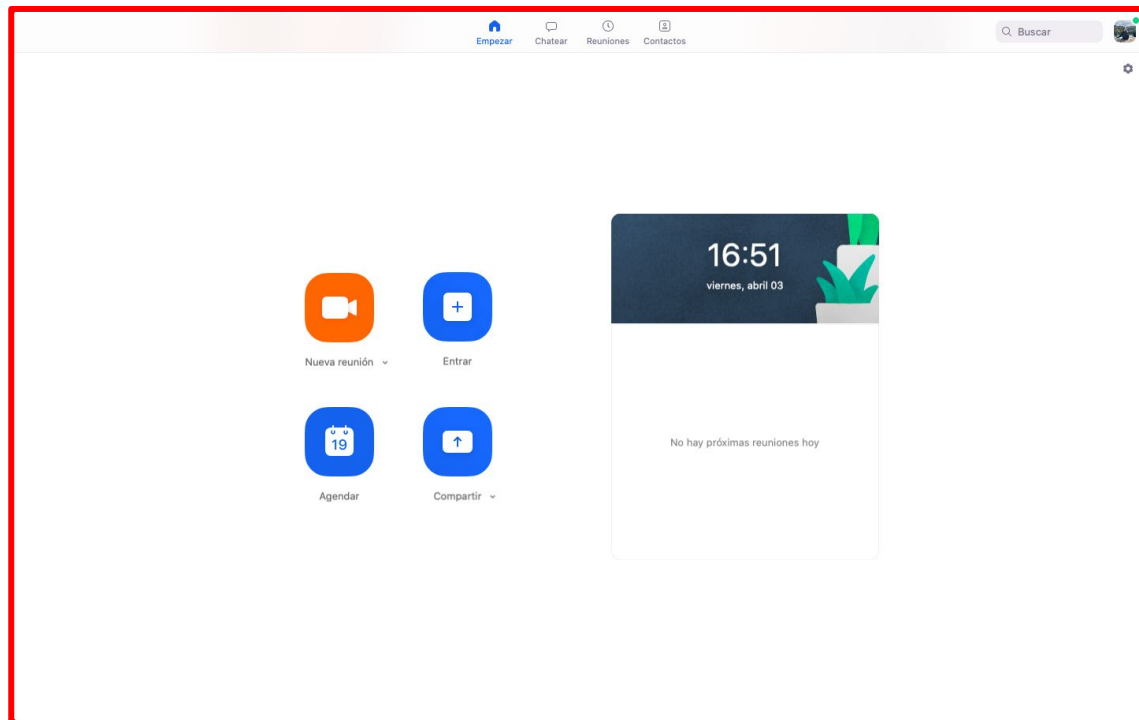 Empezar Chatear Reuniones Contactos
Buscar
16:51
viernes, abril 03
Nueva reunión Entrar
19
Agendar Compartir
No hay próximas reuniones hoy